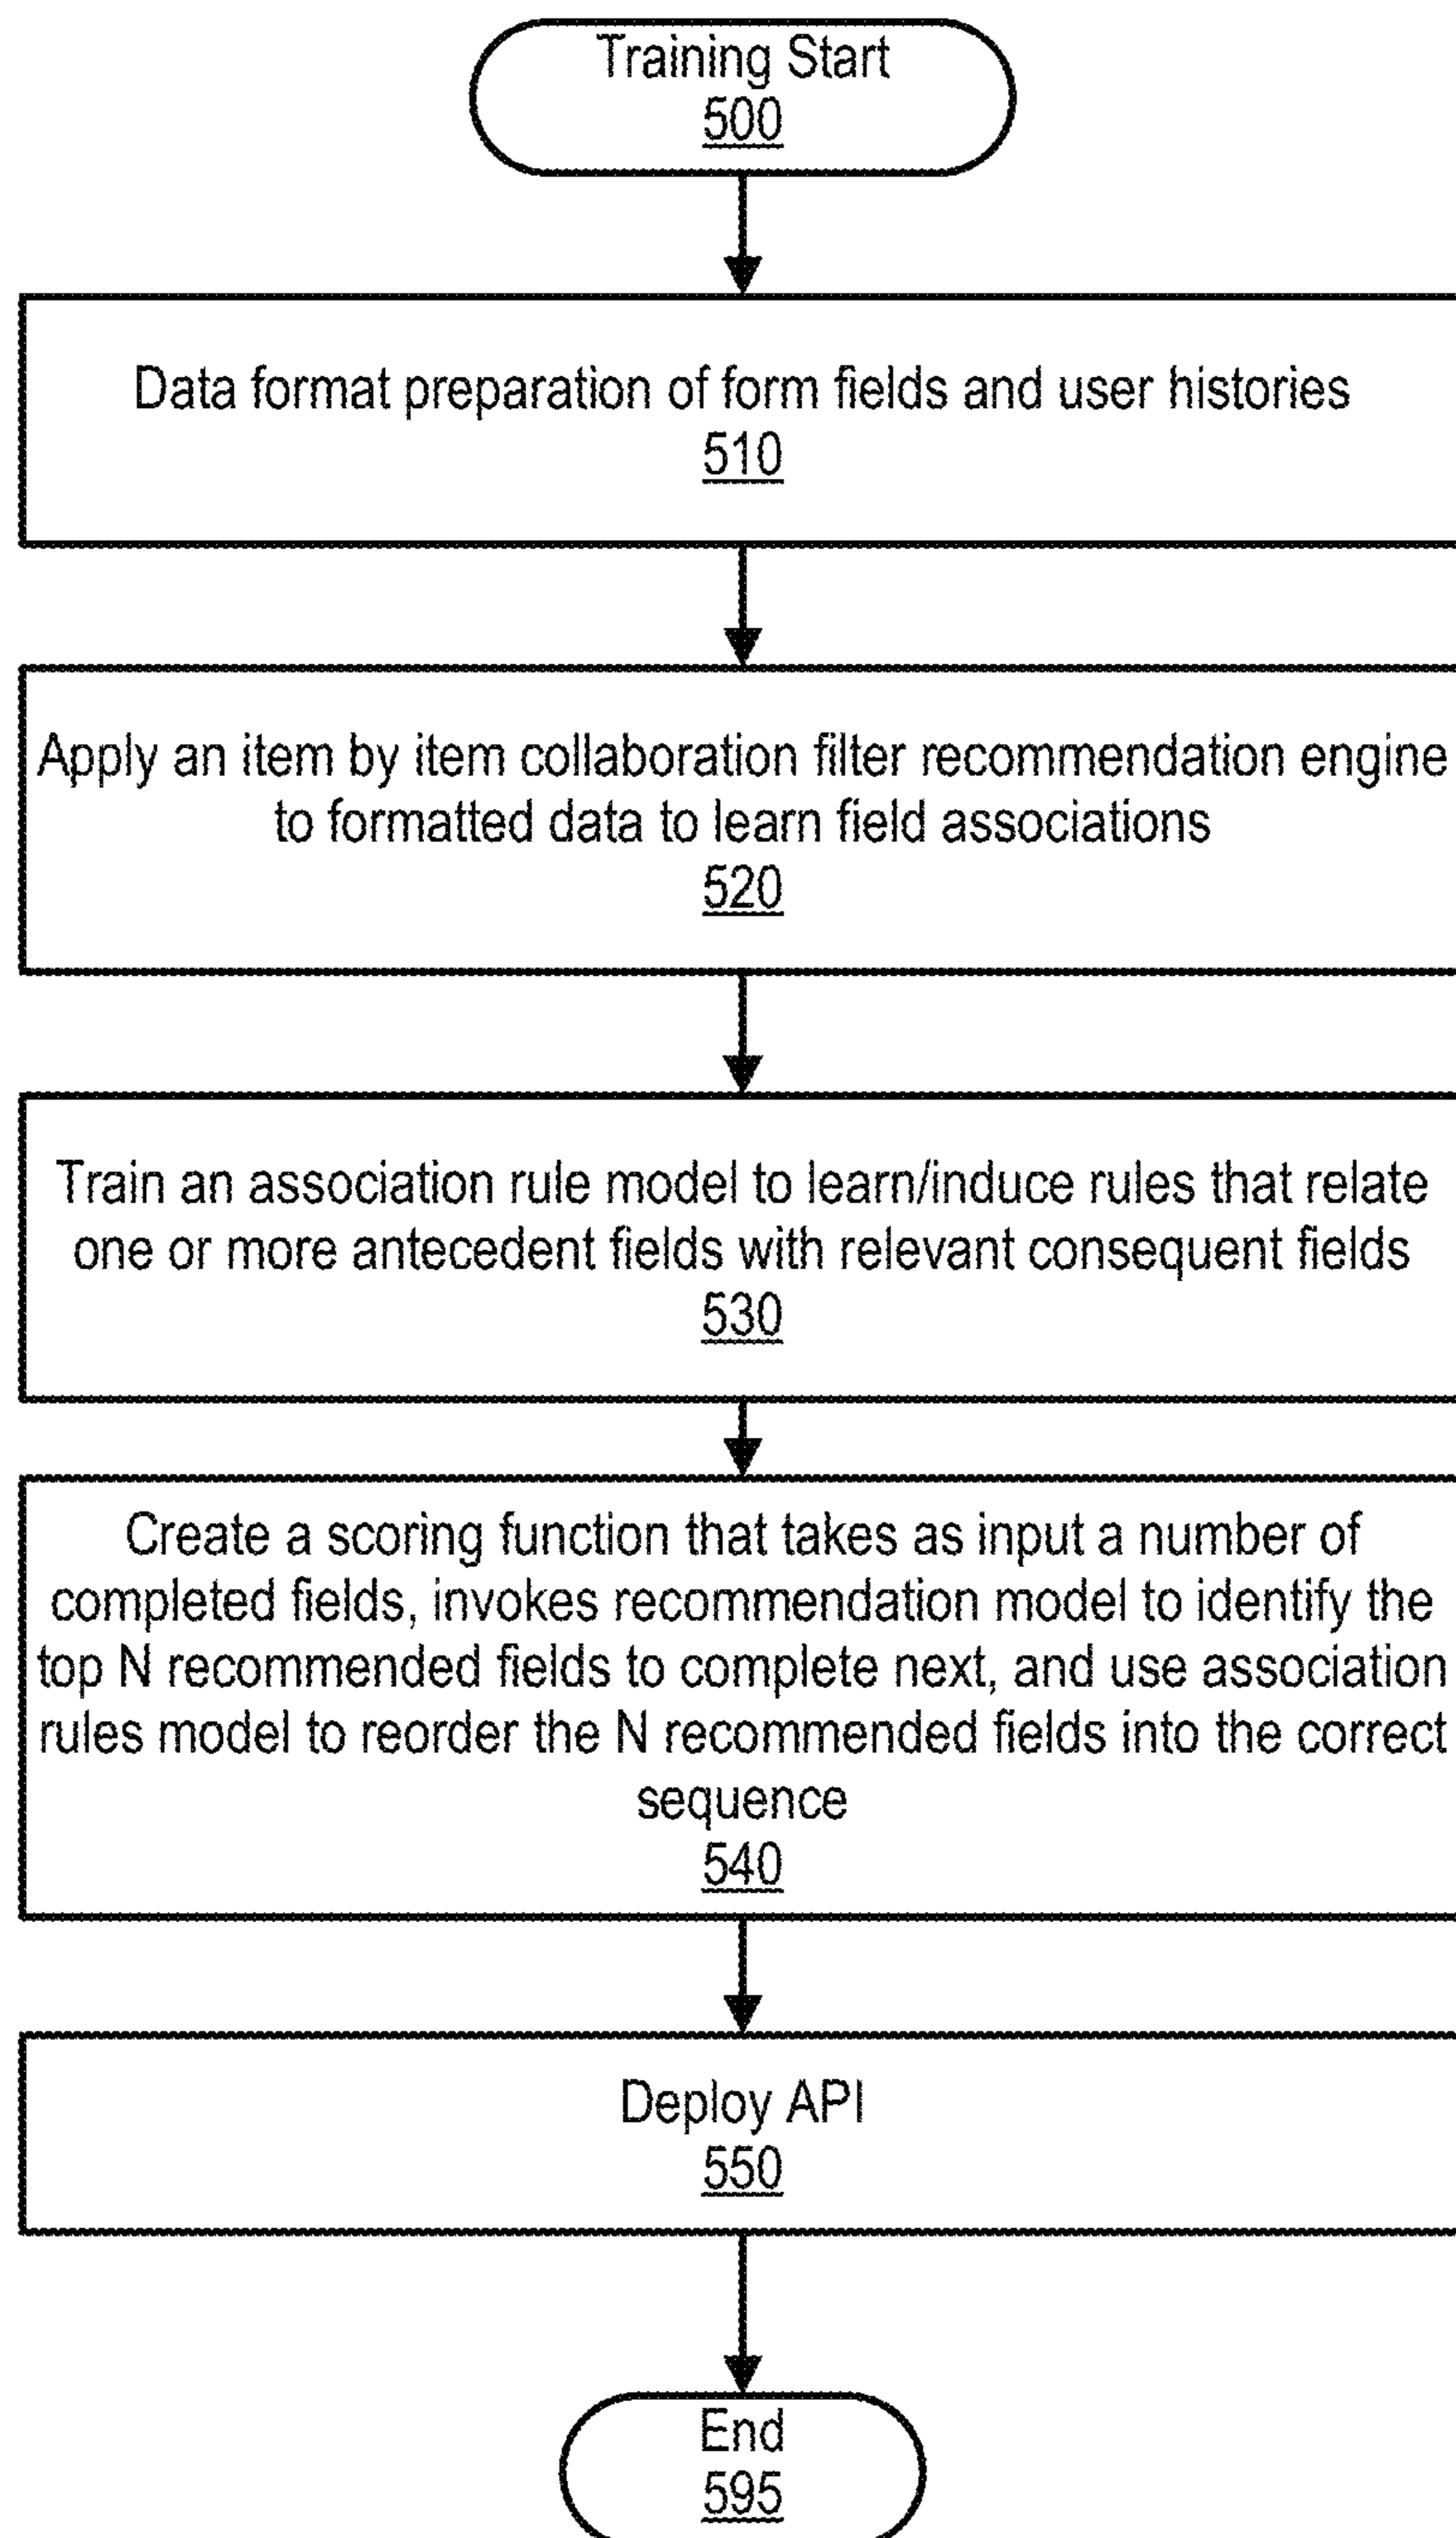 Training Start
500
Data format preparation of form fields and user histories
510
Apply an item by item collaboration filter recommendation engine
to formatted data to learn field associations
520
Train an association rule model to learn/induce rules that relate
one or more antecedent fields with relevant consequent fields
530
Create a scoring function that takes as input a number of
completed fields, invokes recommendation model to identify the
top N recommended fields to complete next, and use association
rules model to reorder the N recommended fields into the correct
sequence
540
Deploy API
550
End
595